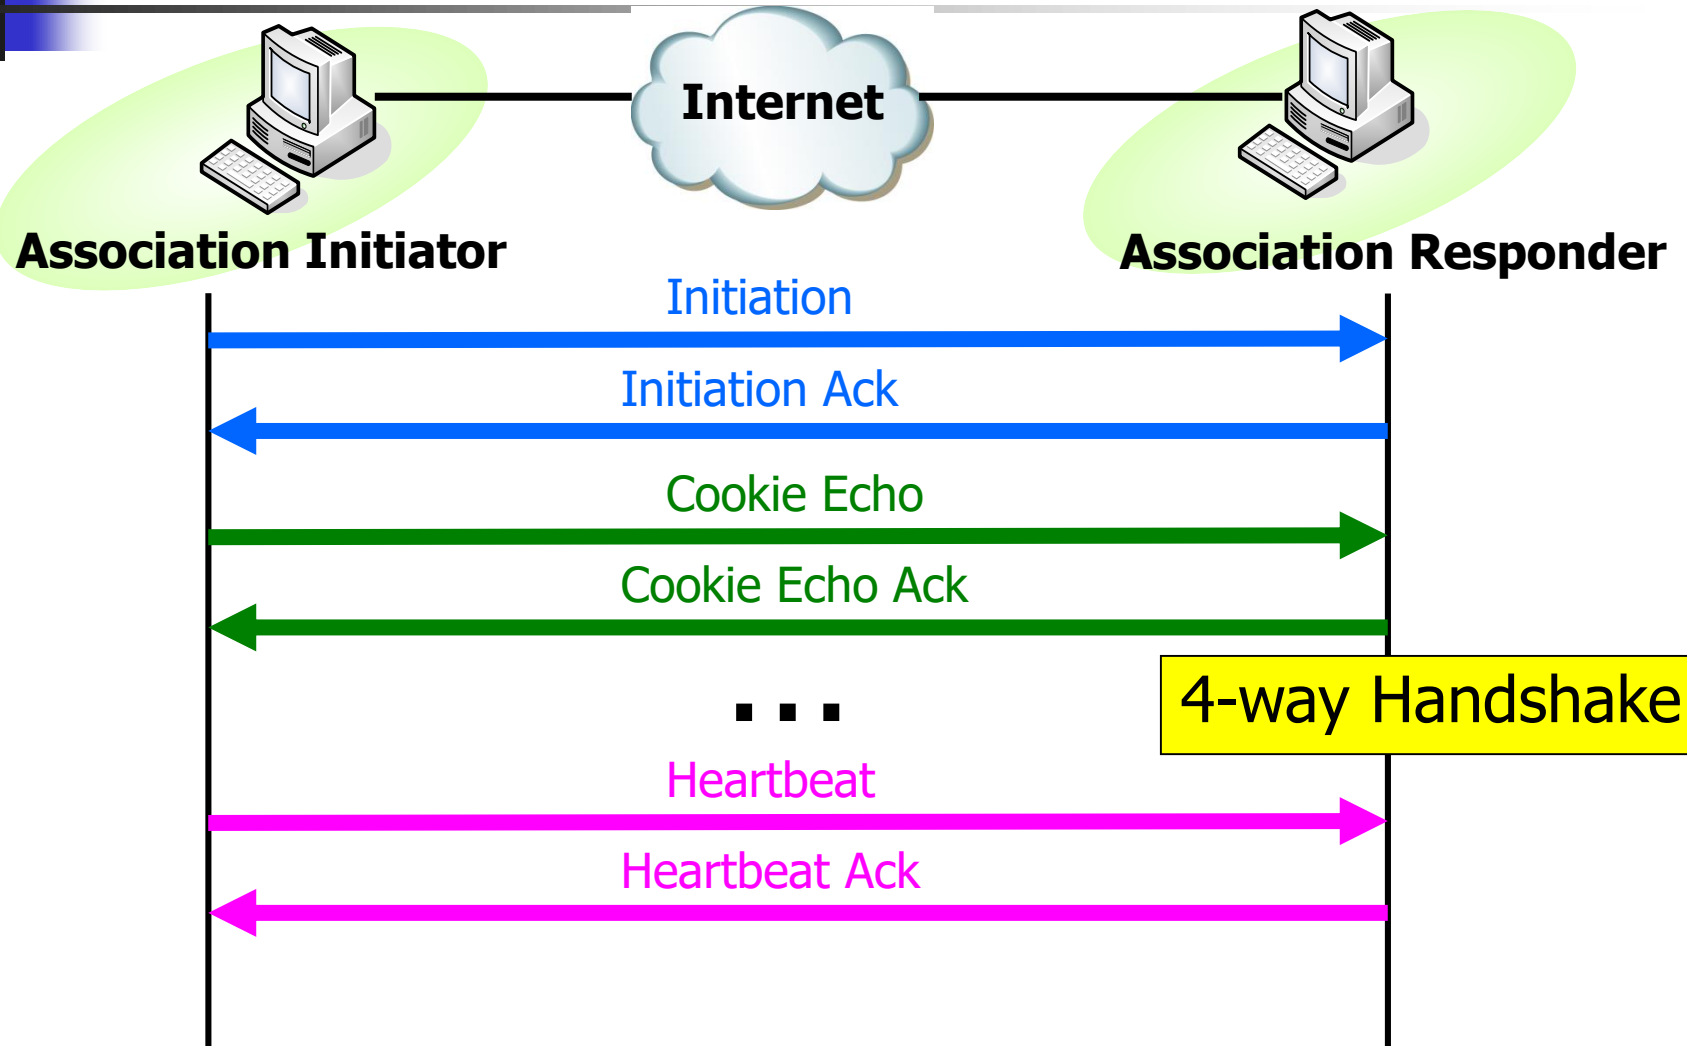 Internet
Association Initiator
Association Responder
Initiation
Initiation Ack
Cookie Echo
Cookie Echo Ack
...
4-way Handshake
Heartbeat
Heartbeat Ack